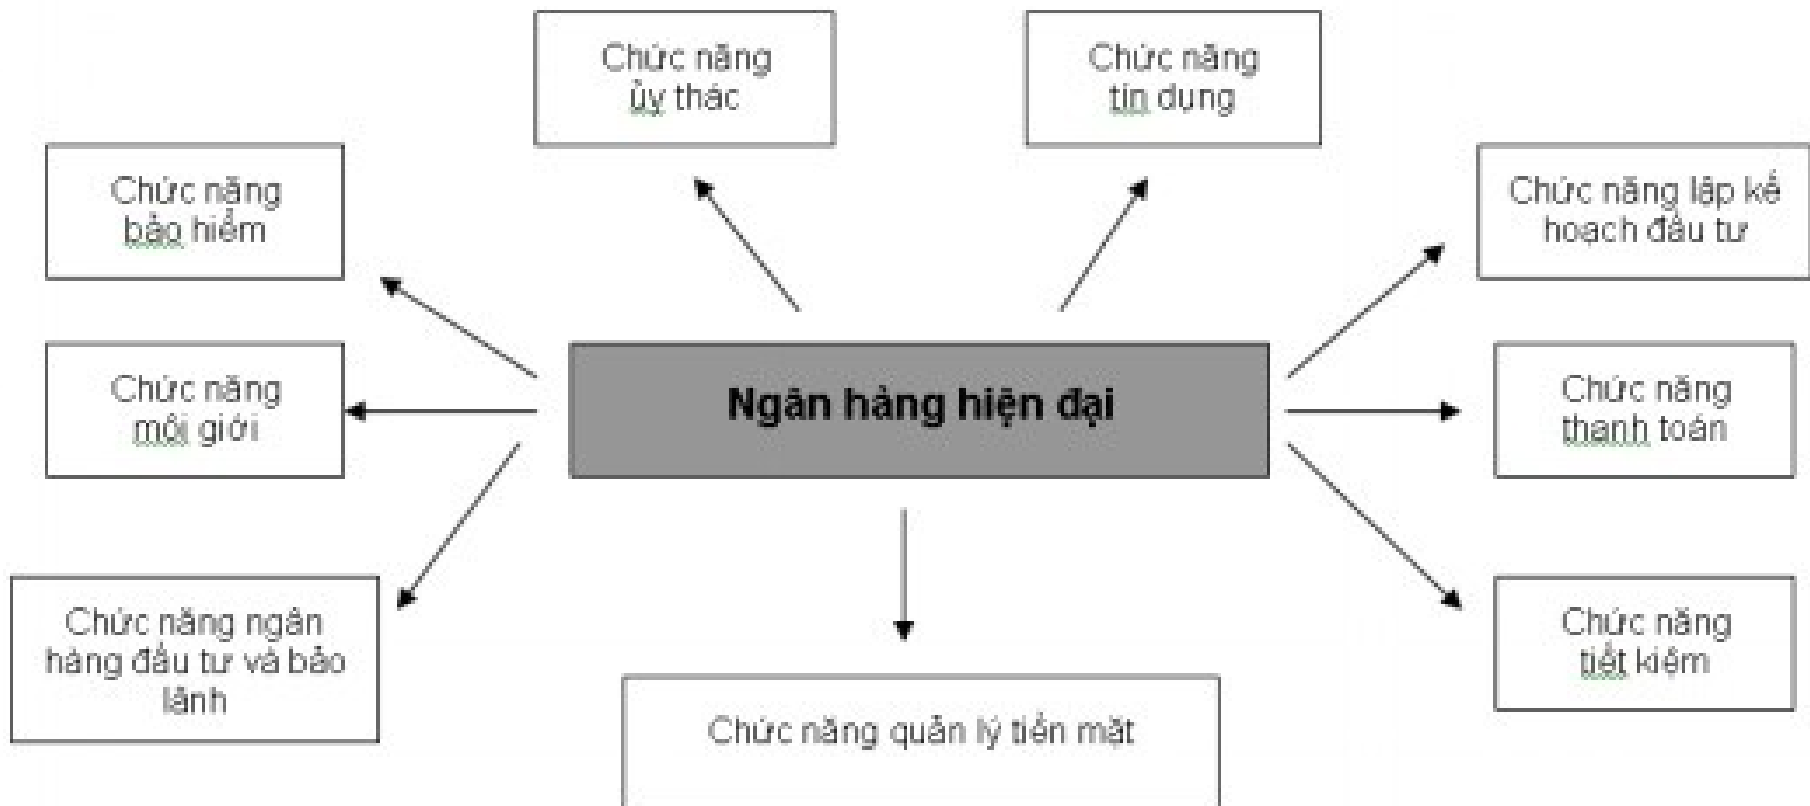 Chức năng
ủy thác
Chức năng
tín dụng
Chức năng
bảo hiểm
Chức năng lập kế
hoạch đầu tư
Chức năng
môi giới
Ngân hàng hiện đại
Chức năng
thanh toán
Chức năng ngân
hàng đầu tư và bảo
lãnh
Chức năng
tiết kiệm
Chức năng quản lý tiền mặt